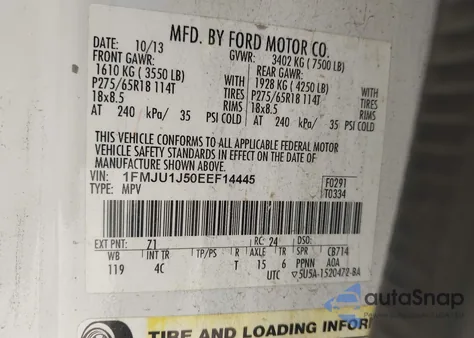 MFD. BY FORD MOTOR CO.
DATE: 10/13 GVWR: 3402 KG ( 7500 LB)
FRONT GAWR: REAR GAWR:
1610 KG ( 3550 LB) 1928 KG ( 4250 LB)
P275/65R18 114T WITH TIRES P275/65R18 114T WITH TIRES
18x8.5 RIMS 18x8.5 RIMS
AT 240 kPa/ 35 PSI COLD AT 240 kPa/ 35 PSI COLD
THIS VEHICLE CONFORMS TO ALL APPLICABLE FEDERAL MOTOR
VEHICLE SAFETY STANDARDS IN EFFECT ON THE DATE OF
MANUFACTURE SHOWN ABOVE.
VIN: 1FMJU1J50EEF14445 F0291
TYPE: MPV T0334
EXT PNT: Z1 RC: 24 CB714
WB INT TR TP/PS R AXLE TR SPR
119 4C T 15 6 PPNN AOA
UTC 5U5A-1520472-BA
autoSnap
TIRE AND LOADING INFOR